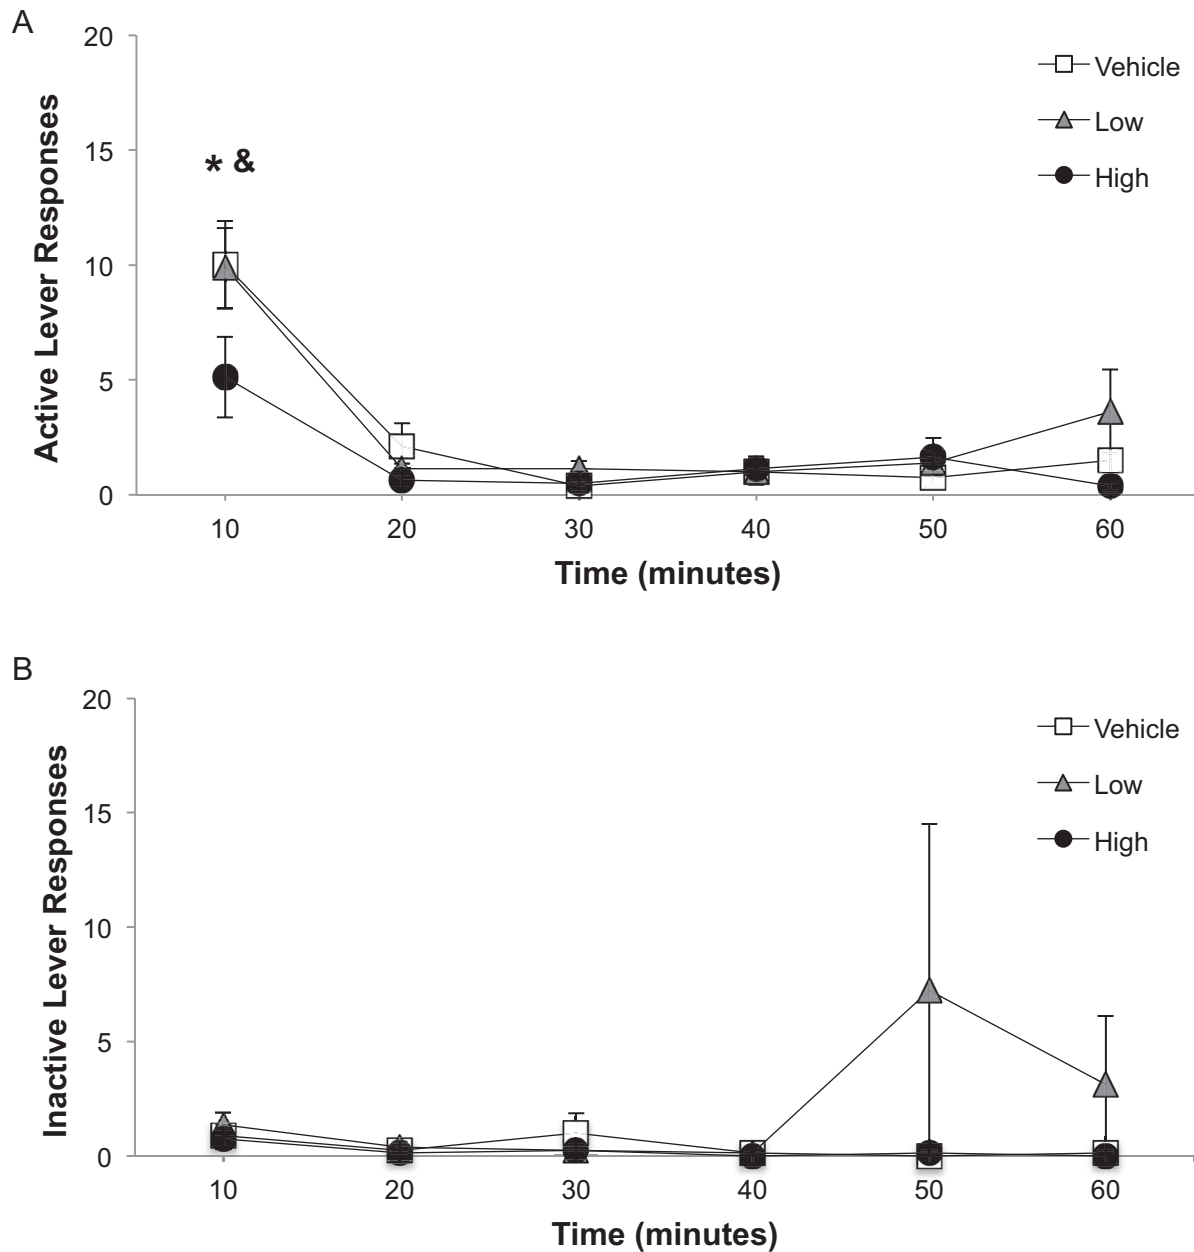 A
20
15
10
5
0
Active Lever Responses
* &
Vehicle
Low
High
10 20 30 40 50 60
Time (minutes)
B
20
15
10
5
0
Inactive Lever Responses
Vehicle
Low
High
10 20 30 40 50 60
Time (minutes)